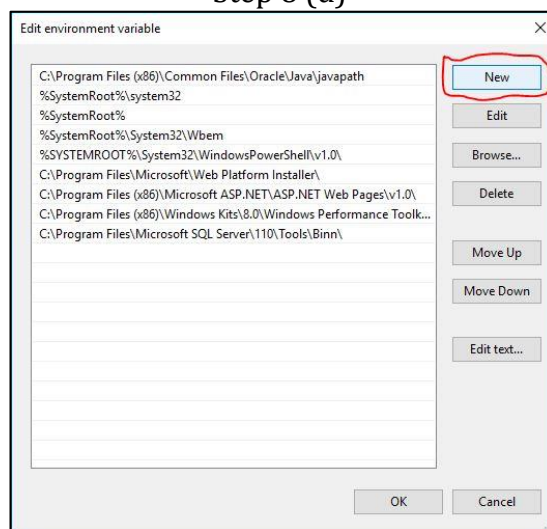 Edit environment variable
C:\Program Files (x86)\Common Files\Oracle\Java\javapath
%SystemRoot%\system32
%SystemRoot%
%SystemRoot%\System32\Wbem
%SYSTEMROOT%\System32\WindowsPowerShell\v1.0\
C:\Program Files\Microsoft\Web Platform Installer\
C:\Program Files (x86)\Microsoft ASP.NET\ASP.NET Web Pages\v1.0\
C:\Program Files (x86)\Windows Kits\8.0\Windows Performance Toolk...
C:\Program Files\Microsoft SQL Server\110\Tools\Binn\
New
Edit
Browse...
Delete
Move Up
Move Down
Edit text...
OK
Cancel